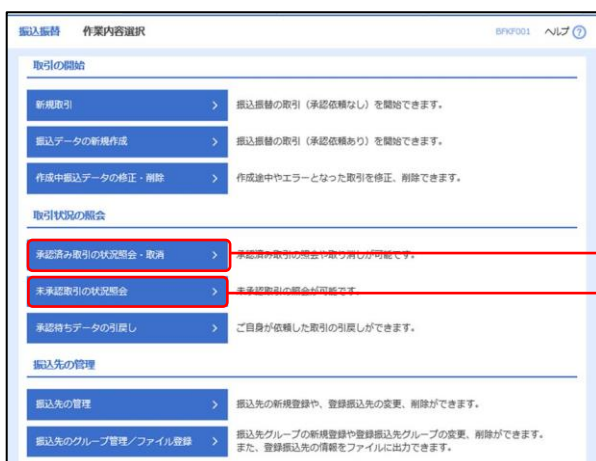 振込振替 作業内容選択 BFKF001 ヘルプ ?
取引の開始
新規取引 > 振込振替の取引（承認依頼なし）を開始できます。
振込データの新規作成 > 振込振替の取引（承認依頼あり）を開始できます。
作成中振込データの修正・削除 > 作成途中やエラーとなった取引を修正、削除できます。
取引状況の照会
承認済み取引の状況照会・取消 > 承認済み取引の照会や取り消しが可能です。
未承認取引の状況照会 > 未承認取引の照会が可能です。
承認待ちデータの引戻し > ご自身が依頼した取引の引戻しができます。
振込先の管理
振込先の管理 > 振込先の新規登録や、登録振込先の変更、削除ができます。
振込先のグループ管理／ファイル登録 > 振込先グループの新規登録や登録振込先グループの変更、削除ができます。
また、登録振込先の情報をファイルに出力できます。